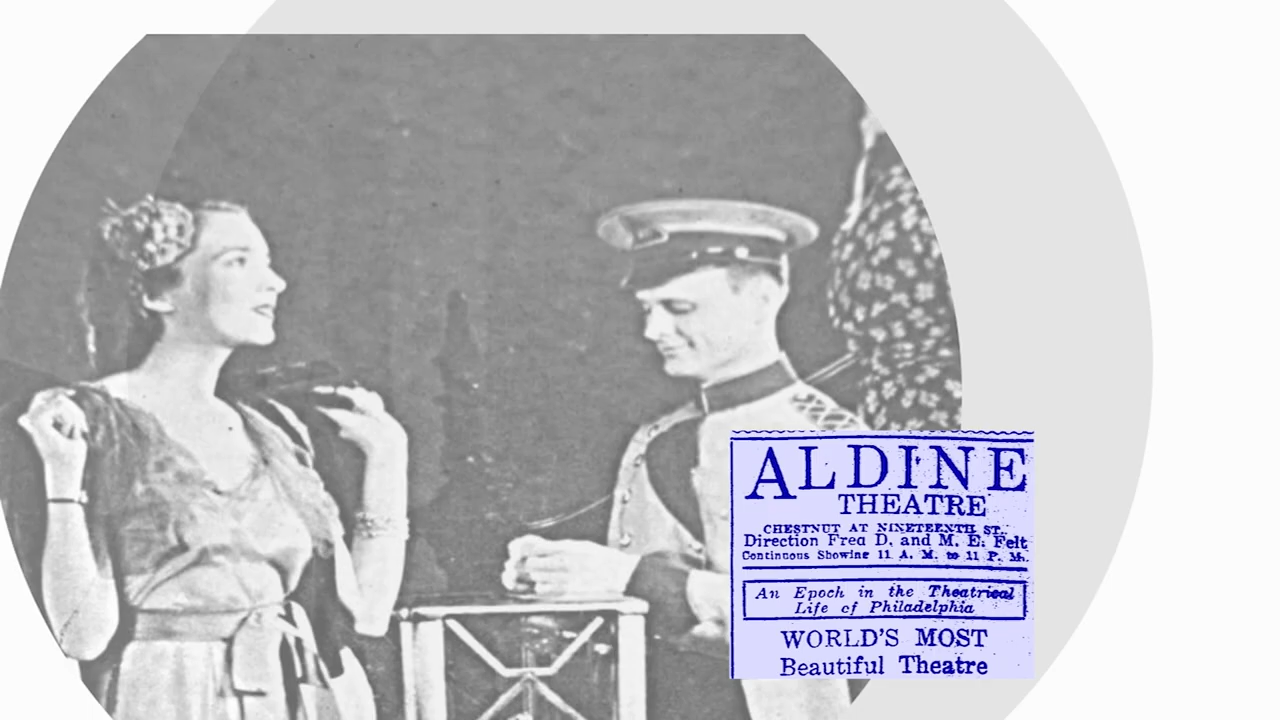 ALDINE
THEATRE
CHESTNUT AT NINETEENTH ST.
Direction Fred D. and M. E. Felt
Continuous Showing 11 A. M. to 11 P. M.
An Epoch in the Theatrical
Life of Philadelphia
WORLD'S MOST
Beautiful Theatre